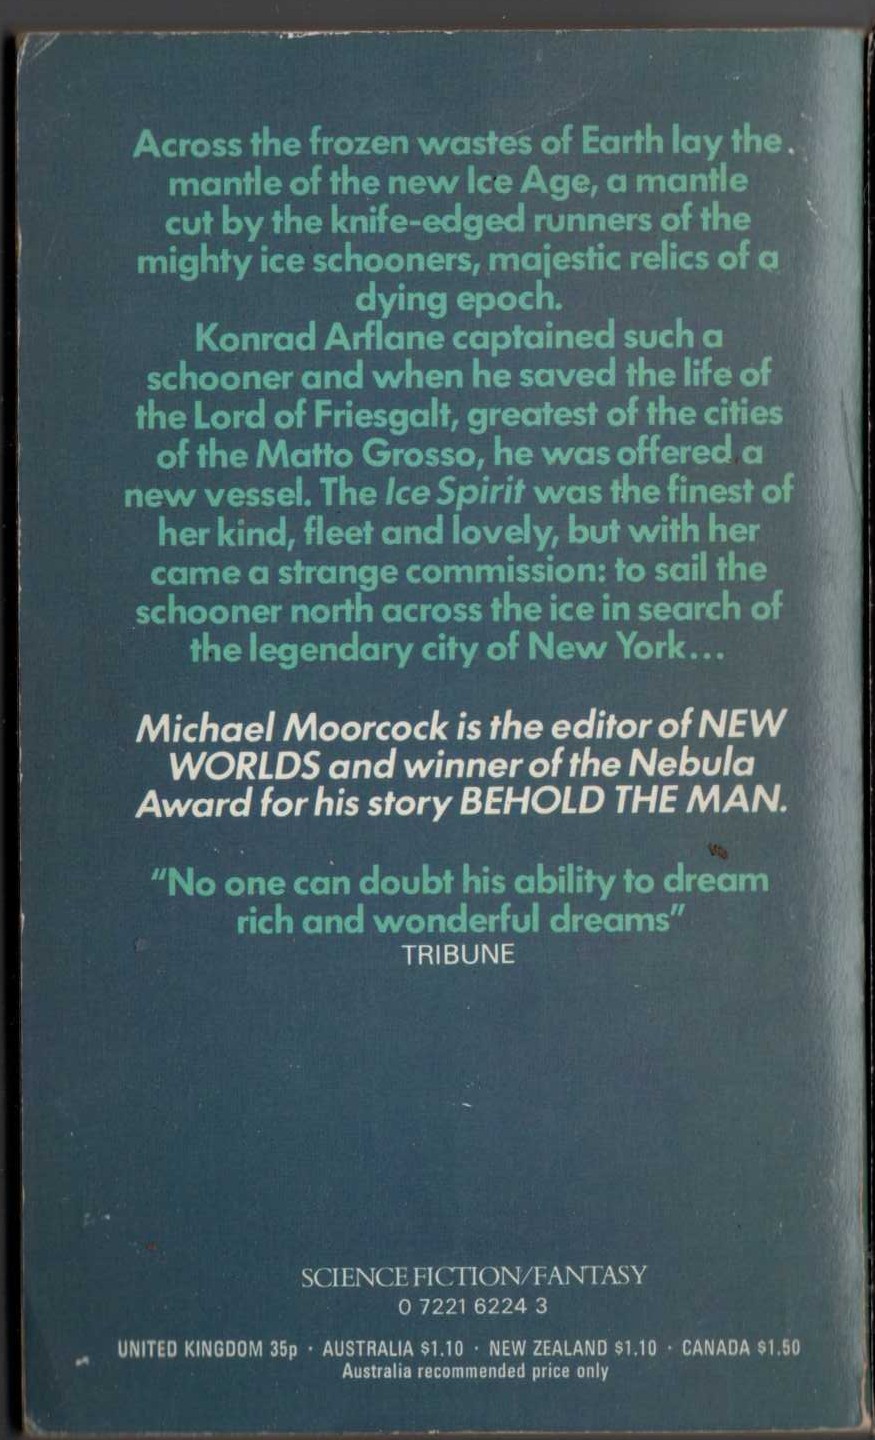 Across the frozen wastes of Earth lay the
mantle of the new Ice Age, a mantle
cut by the knife-edged runners of the
mighty ice schooners, majestic relics of a
dying epoch.
Konrad Arflane captained such a
schooner and when he saved the life of
the Lord of Friesgalt, greatest of the cities
of the Matto Grosso, he was offered a
new vessel. The Ice Spirit was the finest of
her kind, fleet and lovely, but with her
came a strange commission: to sail the
schooner north across the ice in search of
the legendary city of New York...
Michael Moorcock is the editor of NEW
WORLDS and winner of the Nebula
Award for his story BEHOLD THE MAN.
"No one can doubt his ability to dream
rich and wonderful dreams"
TRIBUNE
SCIENCE FICTION/FANTASY
0 7221 6224 3
UNITED KINGDOM 35p · AUSTRALIA $1.10 · NEW ZEALAND $1.10 · CANADA $1.50
Australia recommended price only